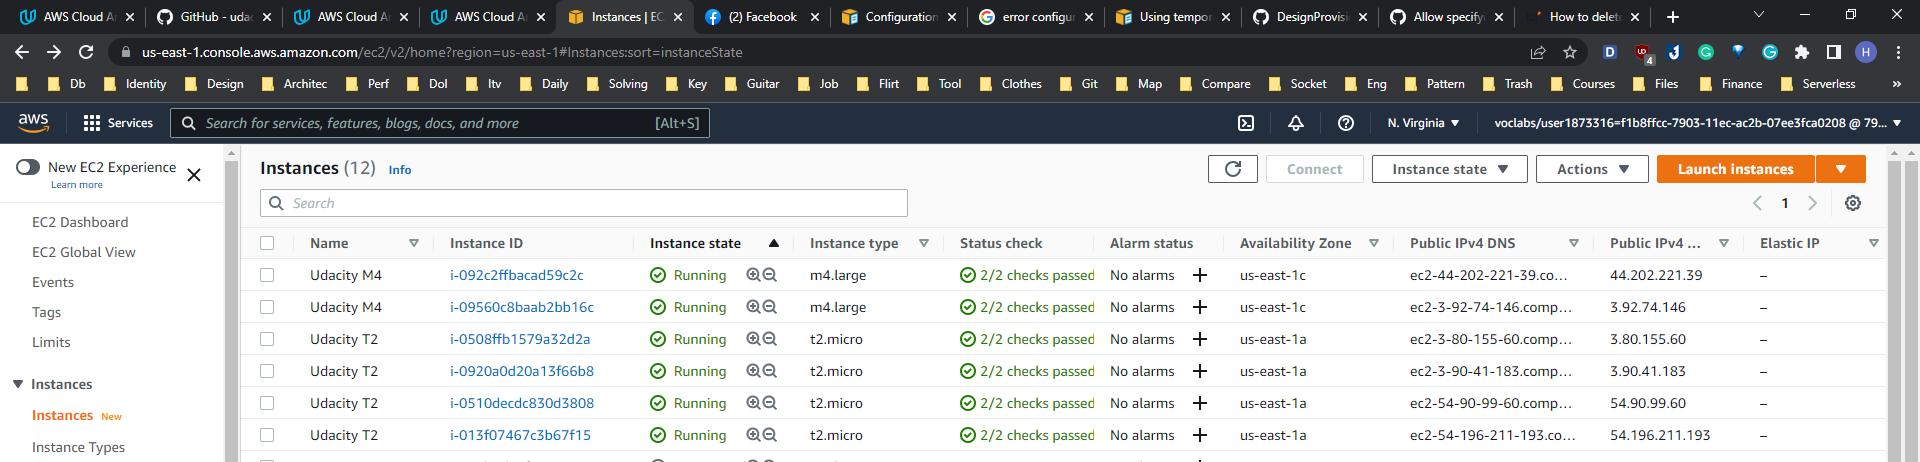 AWS Cloud Ar
GitHub - udac
AWS Cloud Ar
AWS Cloud Ar
Instances | EC
(2) Facebook
Configuration
error configur
Using tempor
DesignProvisi
Allow specifyi
How to delete
us-east-1.console.aws.amazon.com/ec2/v2/home?region=us-east-1#Instances:sort=instanceState
D
4
G
G
H
Db Identity Design Architec Perf DoI Itv Daily Solving Key Guitar Job Flirt Tool Clothes Git Map Compare Socket Eng Pattern Trash Courses Files Finance Serverless »
aws Services Search for services, features, blogs, docs, and more [Alt+S] N. Virginia voclabs/user1873316=f1b8ffcc-7903-11ec-ac2b-07ee3fca0208 @ 79...
New EC2 Experience
Learn more
EC2 Dashboard
EC2 Global View
Events
Tags
Limits
Instances
Instances New
Instance Types
Instances (12) Info Connect Instance state Actions Launch instances
Search
1
Name Instance ID Instance state Instance type Status check Alarm status Availability Zone Public IPv4 DNS Public IPv4 ... Elastic IP
Udacity M4 i-092c2ffbacad59c2c Running m4.large 2/2 checks passed No alarms us-east-1c ec2-44-202-221-39.co... 44.202.221.39 –
Udacity M4 i-09560c8baab2bb16c Running m4.large 2/2 checks passed No alarms us-east-1c ec2-3-92-74-146.comp... 3.92.74.146 –
Udacity T2 i-0508ffb1579a32d2a Running t2.micro 2/2 checks passed No alarms us-east-1a ec2-3-80-155-60.comp... 3.80.155.60 –
Udacity T2 i-0920a0d20a13f66b8 Running t2.micro 2/2 checks passed No alarms us-east-1a ec2-3-90-41-183.comp... 3.90.41.183 –
Udacity T2 i-0510decdc830d3808 Running t2.micro 2/2 checks passed No alarms us-east-1a ec2-54-90-99-60.comp... 54.90.99.60 –
Udacity T2 i-013f07467c3b67f15 Running t2.micro 2/2 checks passed No alarms us-east-1a ec2-54-196-211-193.co... 54.196.211.193 –